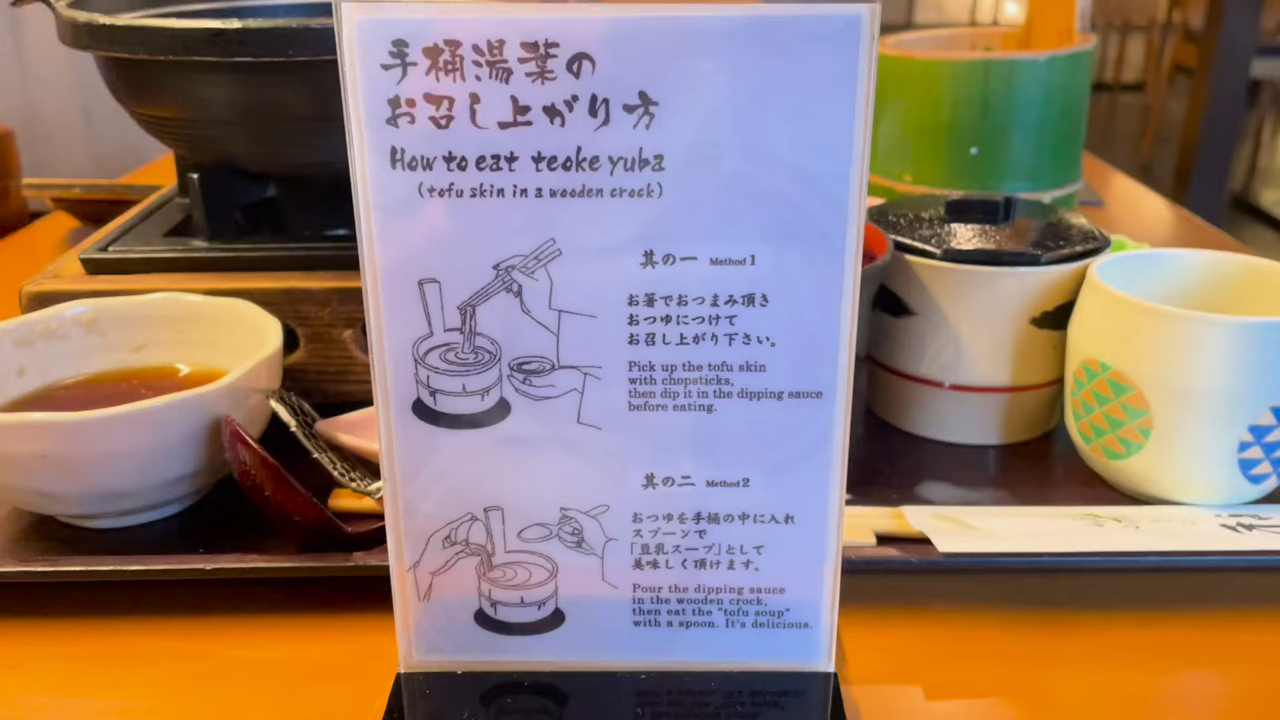 手桶湯葉の
お召し上がり方
How to eat teoke yuba
(tofu skin in a wooden crock)
其の一 Method 1
お箸でおつまみ頂き
おつゆにつけて
お召し上がり下さい。
Pick up the tofu skin
with chopsticks,
then dip it in the dipping sauce
before eating.
其の二 Method 2
おつゆを手桶の中に入れ
スプーンで
「豆乳スープ」として
美味しく頂けます。
Pour the dipping sauce
in the wooden crock,
then eat the "tofu soup"
with a spoon. It's delicious.